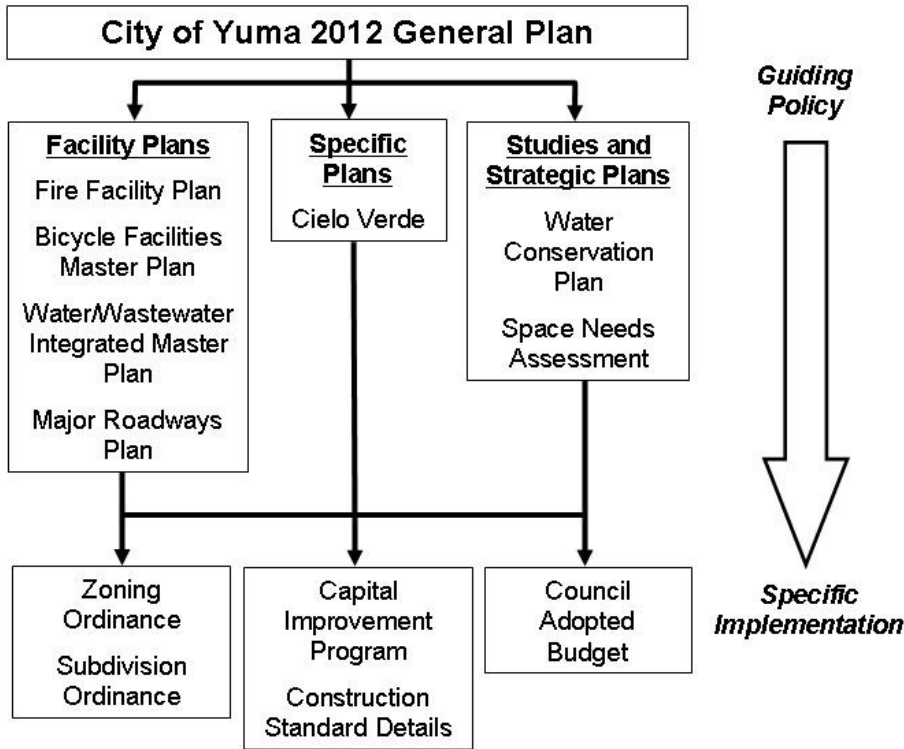 City of Yuma 2012 General Plan
Guiding
Policy
Facility Plans
Fire Facility Plan
Bicycle Facilities
Master Plan
Water/Wastewater
Integrated Master
Plan
Major Roadways
Plan
Specific
Plans
Cielo Verde
Studies and
Strategic Plans
Water
Conservation
Plan
Space Needs
Assessment
Zoning
Ordinance
Subdivision
Ordinance
Capital
Improvement
Program
Construction
Standard Details
Council
Adopted
Budget
Specific
Implementation